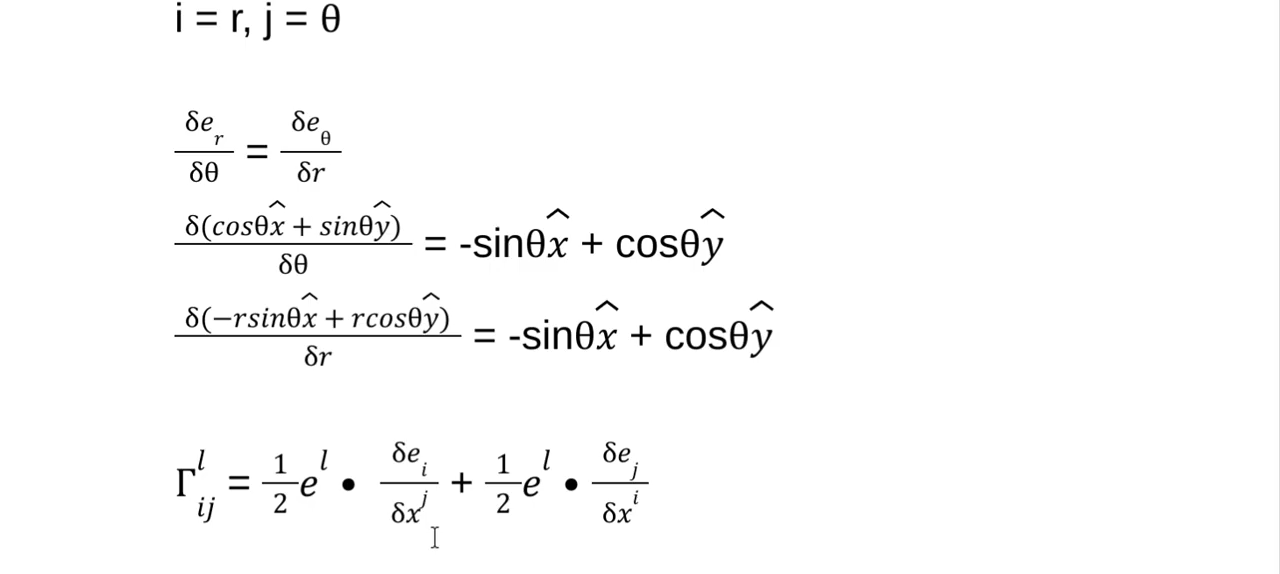 i = r, j = θ
δe_r/δθ = δe_θ/δr
δ(cosθx̂ + sinθŷ)/δθ = -sinθx̂ + cosθŷ
δ(−rsinθx̂ + rcosθŷ)/δr = -sinθx̂ + cosθŷ
Γ^l_ij = 1/2 e^l • δe_i/δx^j + 1/2 e^l • δe_j/δx^i